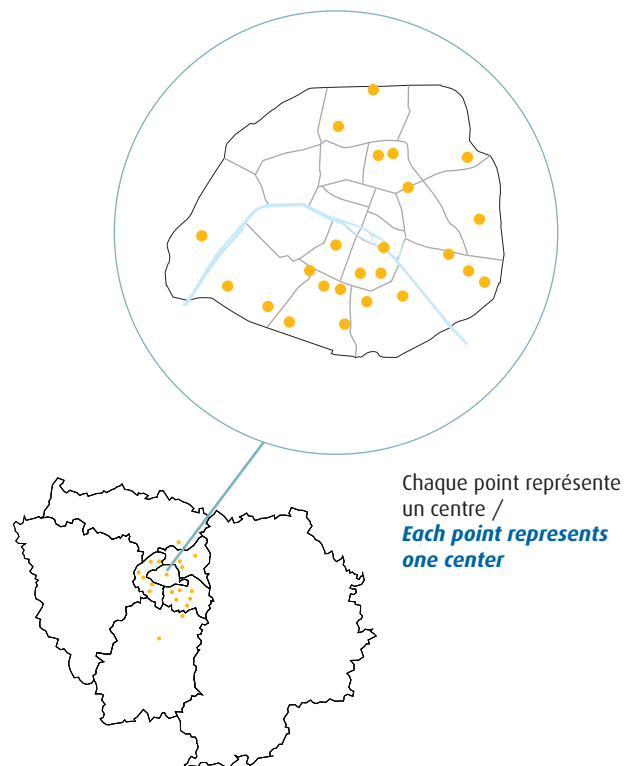 Chaque point représente
un centre /
Each point represents
one center